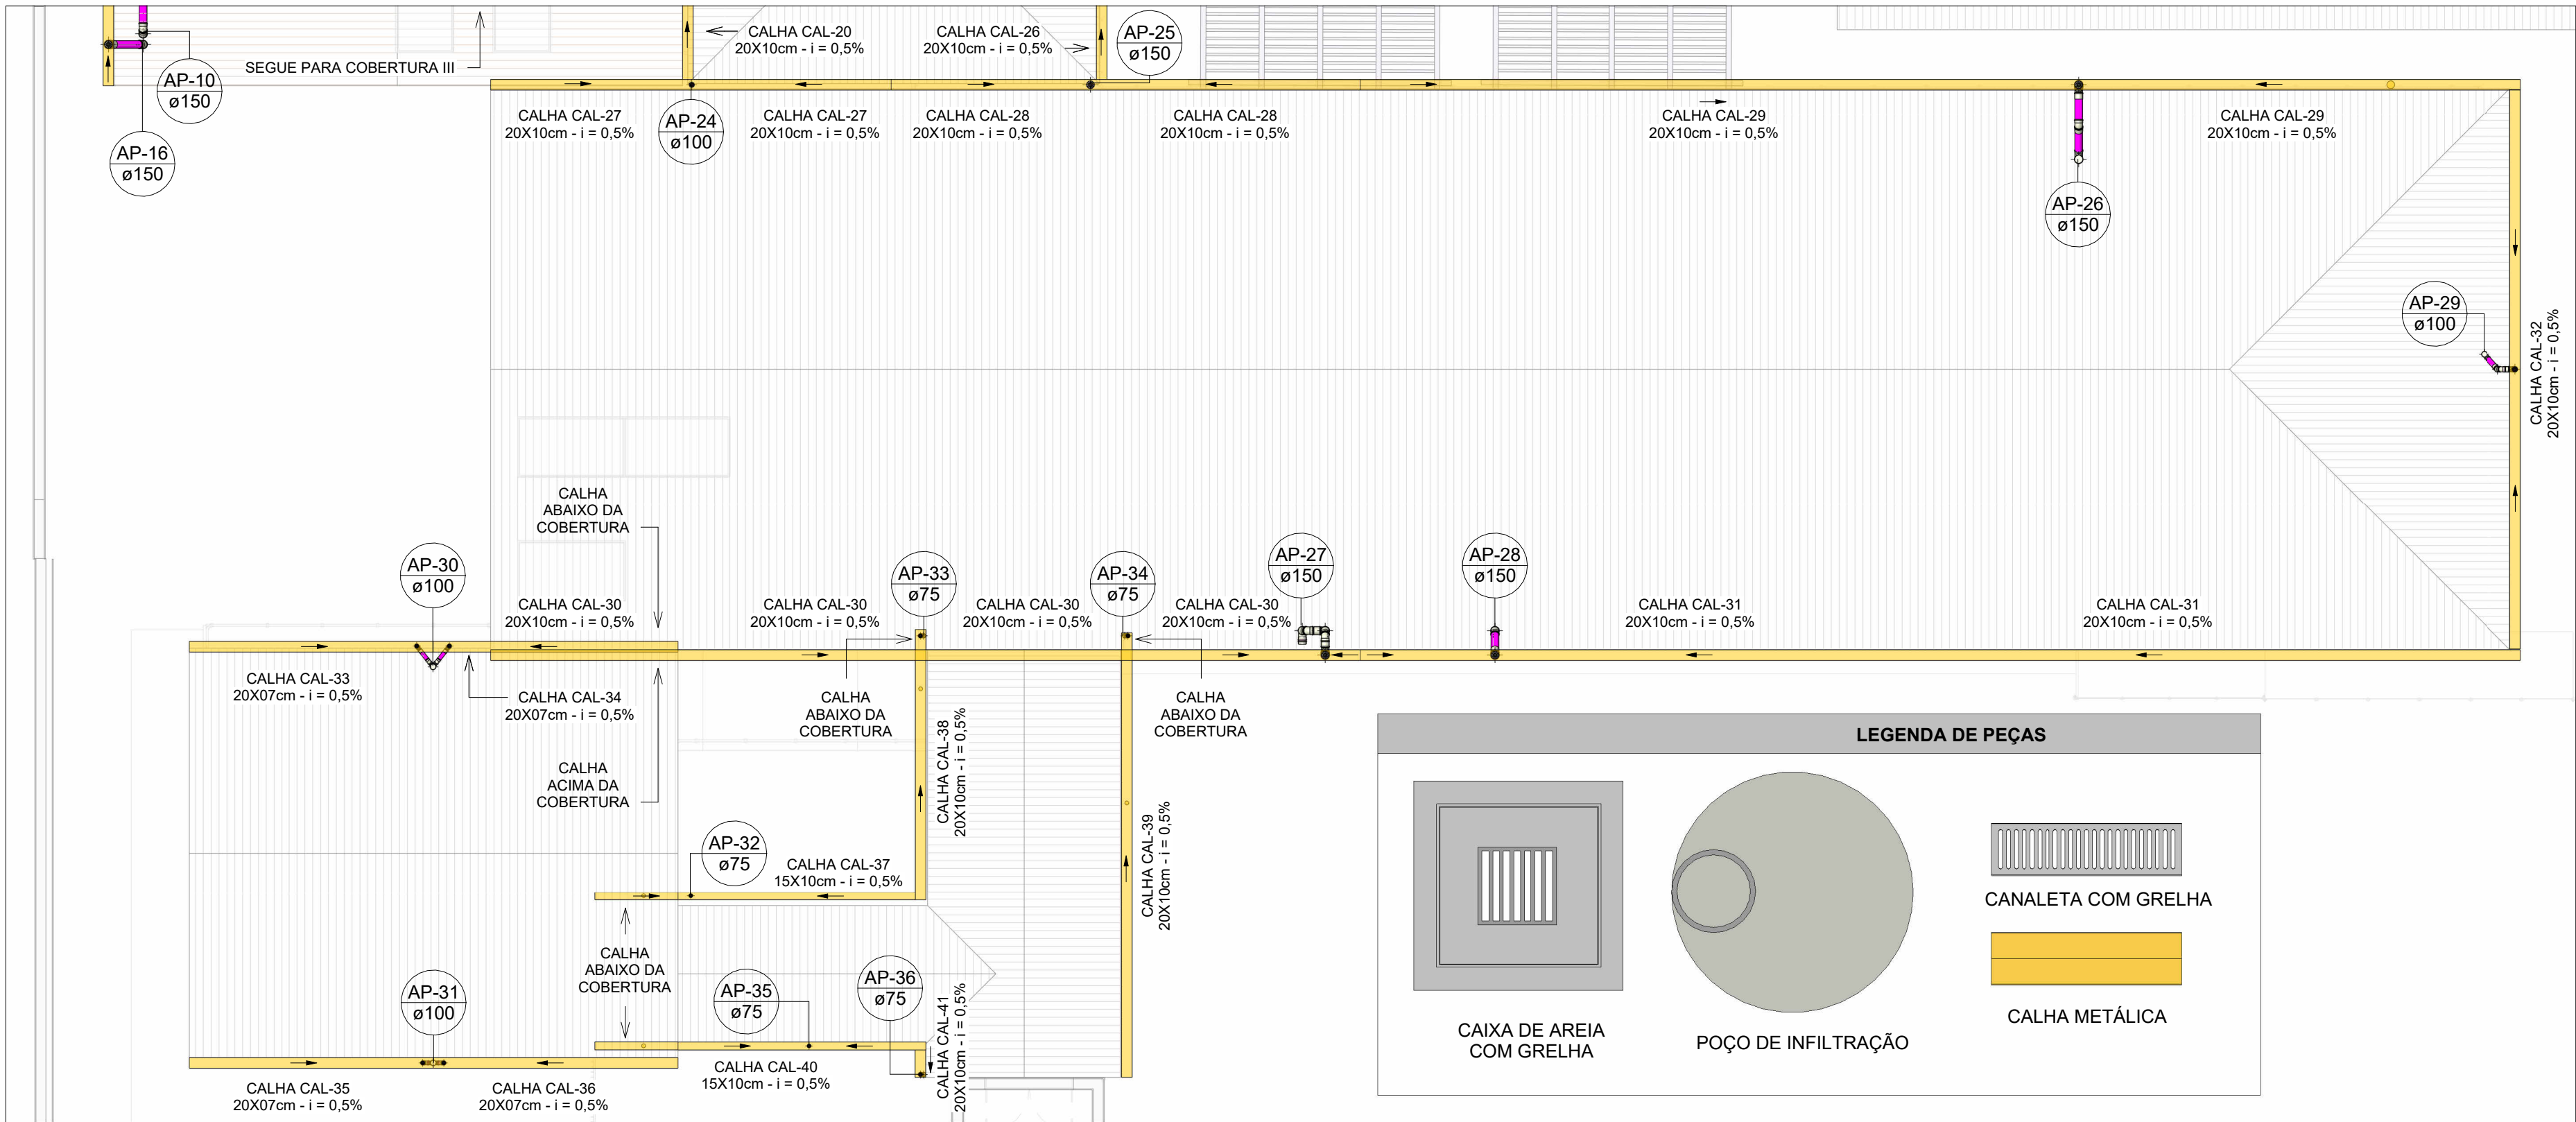 CALHA CAL-20
20X10cm - i = 0,5%
CALHA CAL-26
20X10cm - i = 0,5%
AP-25
ø150
SEGUE PARA COBERTURA III
AP-10
ø150
AP-16
ø150
CALHA CAL-27
20X10cm - i = 0,5%
AP-24
ø100
CALHA CAL-27
20X10cm - i = 0,5%
CALHA CAL-28
20X10cm - i = 0,5%
CALHA CAL-28
20X10cm - i = 0,5%
CALHA CAL-29
20X10cm - i = 0,5%
CALHA CAL-29
20X10cm - i = 0,5%
AP-26
ø150
AP-29
ø100
CALHA CAL-32
20X10cm - i = 0,5%
CALHA
ABAIXO DA
COBERTURA
AP-30
ø100
AP-33
ø75
AP-34
ø75
AP-27
ø150
AP-28
ø150
CALHA CAL-30
20X10cm - i = 0,5%
CALHA CAL-30
20X10cm - i = 0,5%
CALHA CAL-30
20X10cm - i = 0,5%
CALHA CAL-30
20X10cm - i = 0,5%
CALHA CAL-31
20X10cm - i = 0,5%
CALHA CAL-31
20X10cm - i = 0,5%
CALHA CAL-33
20X07cm - i = 0,5%
CALHA CAL-34
20X07cm - i = 0,5%
CALHA
ABAIXO DA
COBERTURA
CALHA
ABAIXO DA
COBERTURA
CALHA CAL-38
20X10cm - i = 0,5%
CALHA
ACIMA DA
COBERTURA
CALHA CAL-39
20X10cm - i = 0,5%
AP-32
ø75
CALHA CAL-37
15X10cm - i = 0,5%
CALHA
ABAIXO DA
COBERTURA
AP-31
ø100
AP-35
ø75
AP-36
ø75
CALHA CAL-41
20X10cm - i = 0,5%
CALHA CAL-40
15X10cm - i = 0,5%
CALHA CAL-35
20X07cm - i = 0,5%
CALHA CAL-36
20X07cm - i = 0,5%
LEGENDA DE PEÇAS
CAIXA DE AREIA
COM GRELHA
POÇO DE INFILTRAÇÃO
CANALETA COM GRELHA
CALHA METÁLICA